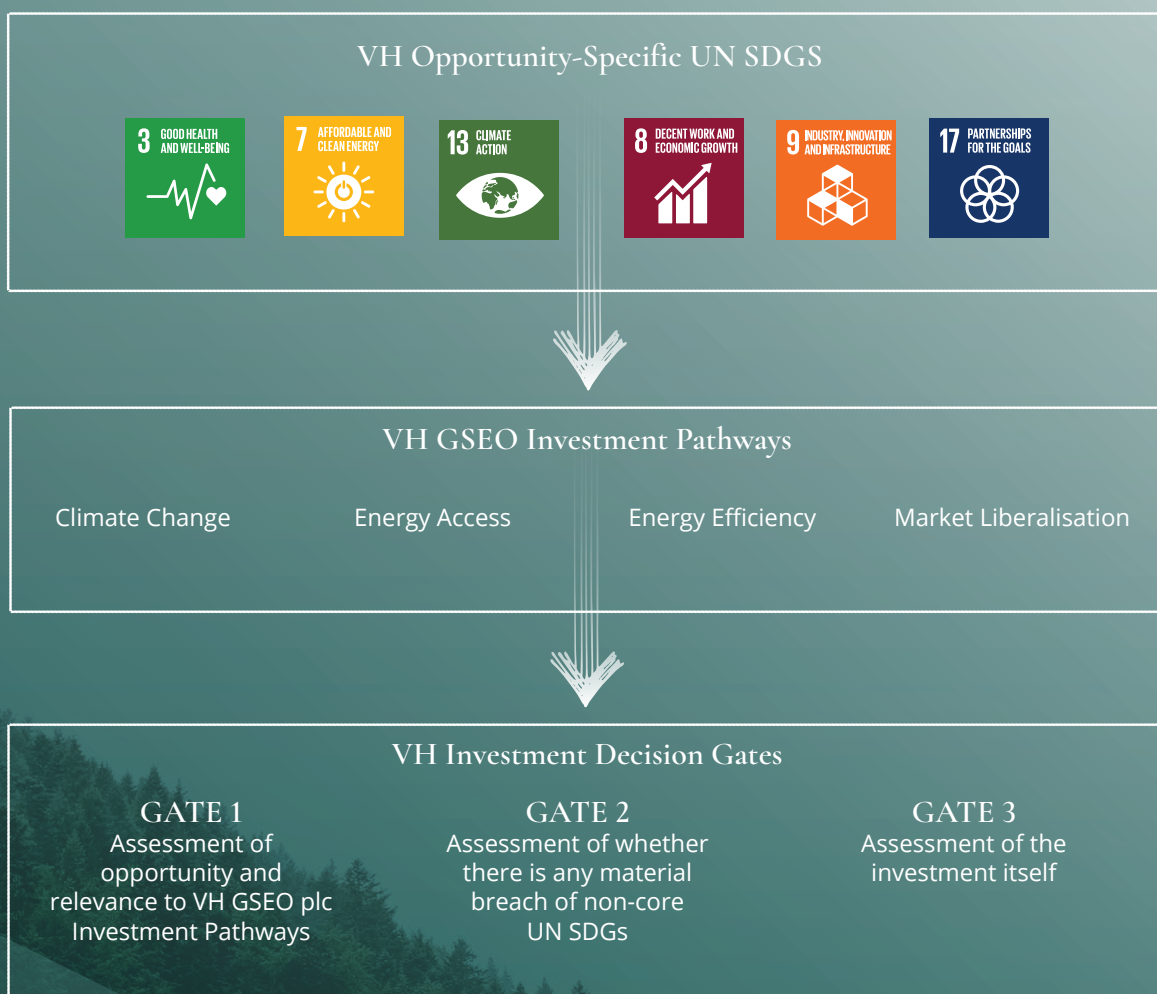 VH Opportunity-Specific UN SDGS
3 GOOD HEALTH
AND WELL-BEING
7 AFFORDABLE AND
CLEAN ENERGY
13 CLIMATE
ACTION
8 DECENT WORK AND
ECONOMIC GROWTH
9 INDUSTRY, INNOVATION
AND INFRASTRUCTURE
17 PARTNERSHIPS
FOR THE GOALS
VH GSEO Investment Pathways
Climate Change
Energy Access
Energy Efficiency
Market Liberalisation
VH Investment Decision Gates
GATE 1
Assessment of
opportunity and
relevance to VH GSEO plc
Investment Pathways
GATE 2
Assessment of whether
there is any material
breach of non-core
UN SDGs
GATE 3
Assessment of the
investment itself